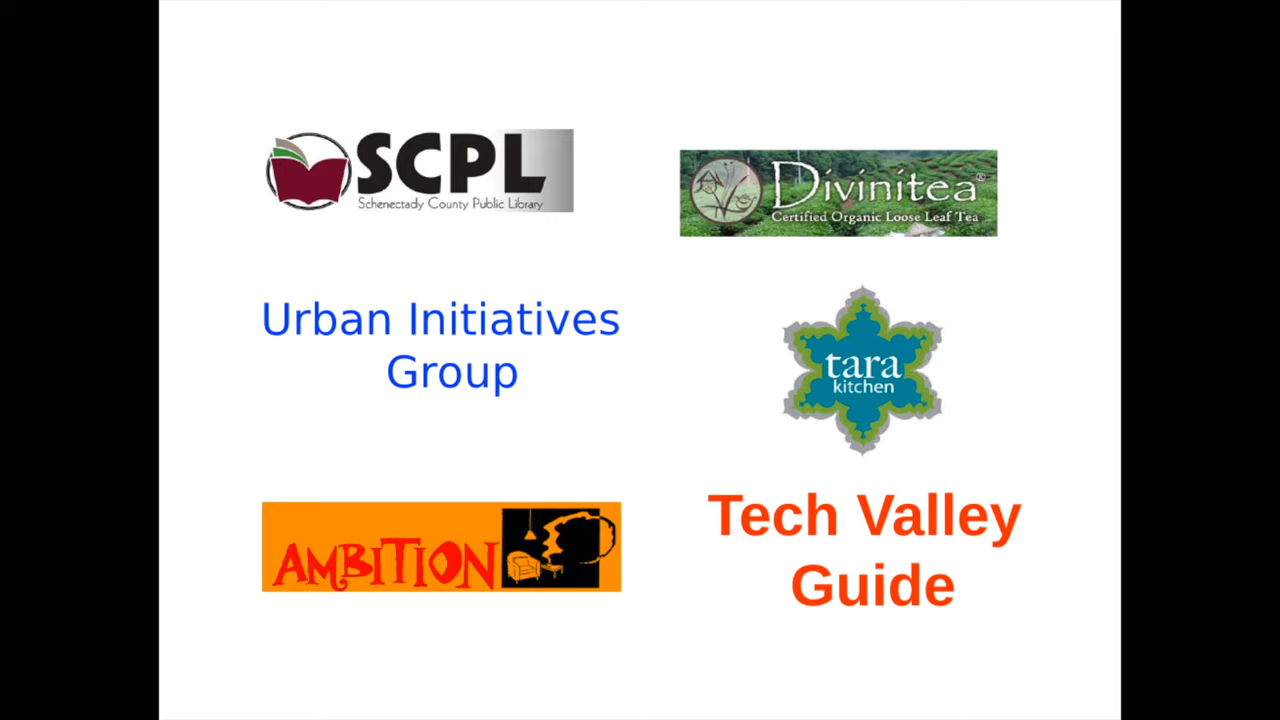 SCPL
Schenectady County Public Library
Divinitea®
Certified Organic Loose Leaf Tea
Urban Initiatives
Group
tara
kitchen
AMBITION
Tech Valley
Guide